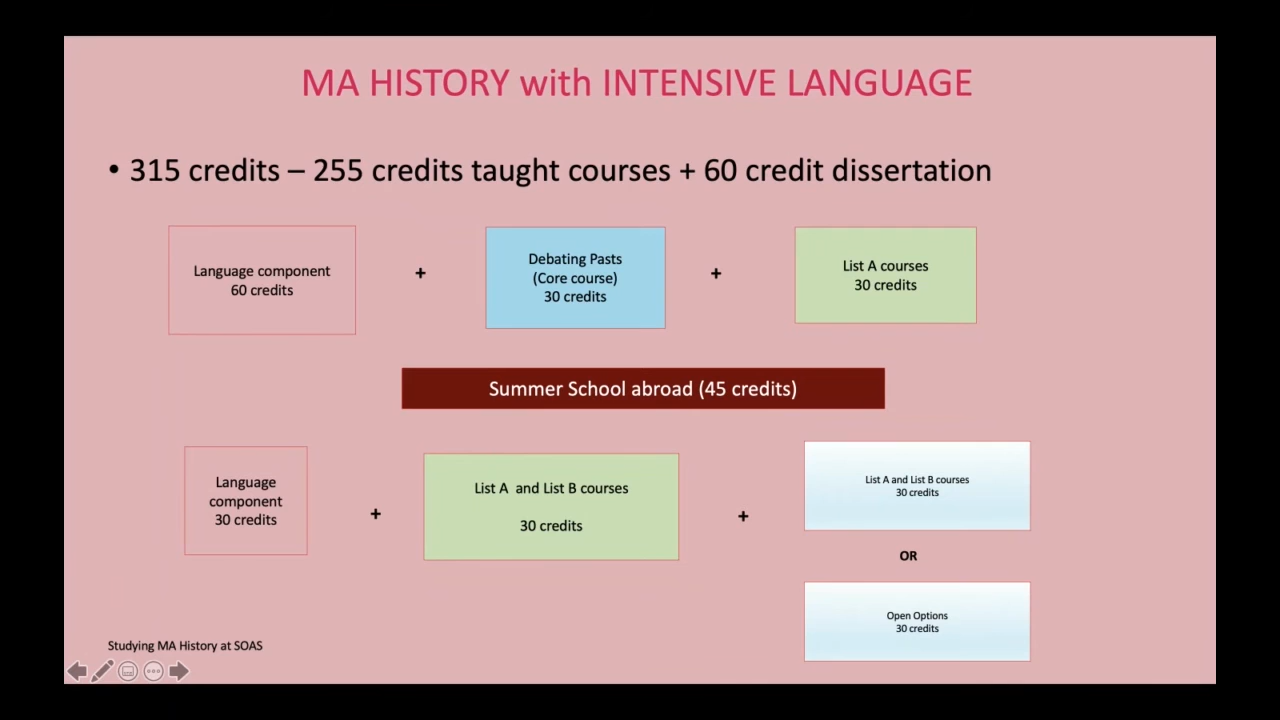 MA HISTORY with INTENSIVE LANGUAGE
• 315 credits – 255 credits taught courses + 60 credit dissertation
Language component
60 credits
+
Debating Pasts
(Core course)
30 credits
+
List A courses
30 credits
Summer School abroad (45 credits)
Language
component
30 credits
+
List A and List B courses
30 credits
+
List A and List B courses
30 credits
OR
Open Options
30 credits
Studying MA History at SOAS